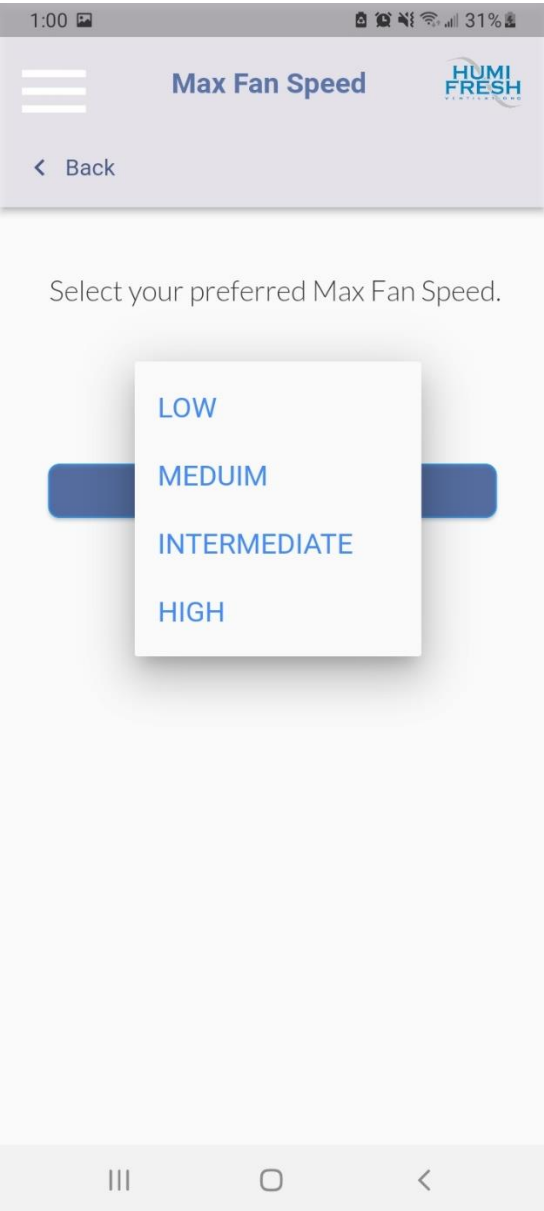 1:00
31%
Max Fan Speed
HUMI
FRESH
Back
Select your preferred Max Fan Speed.
LOW
MEDUIM
INTERMEDIATE
HIGH